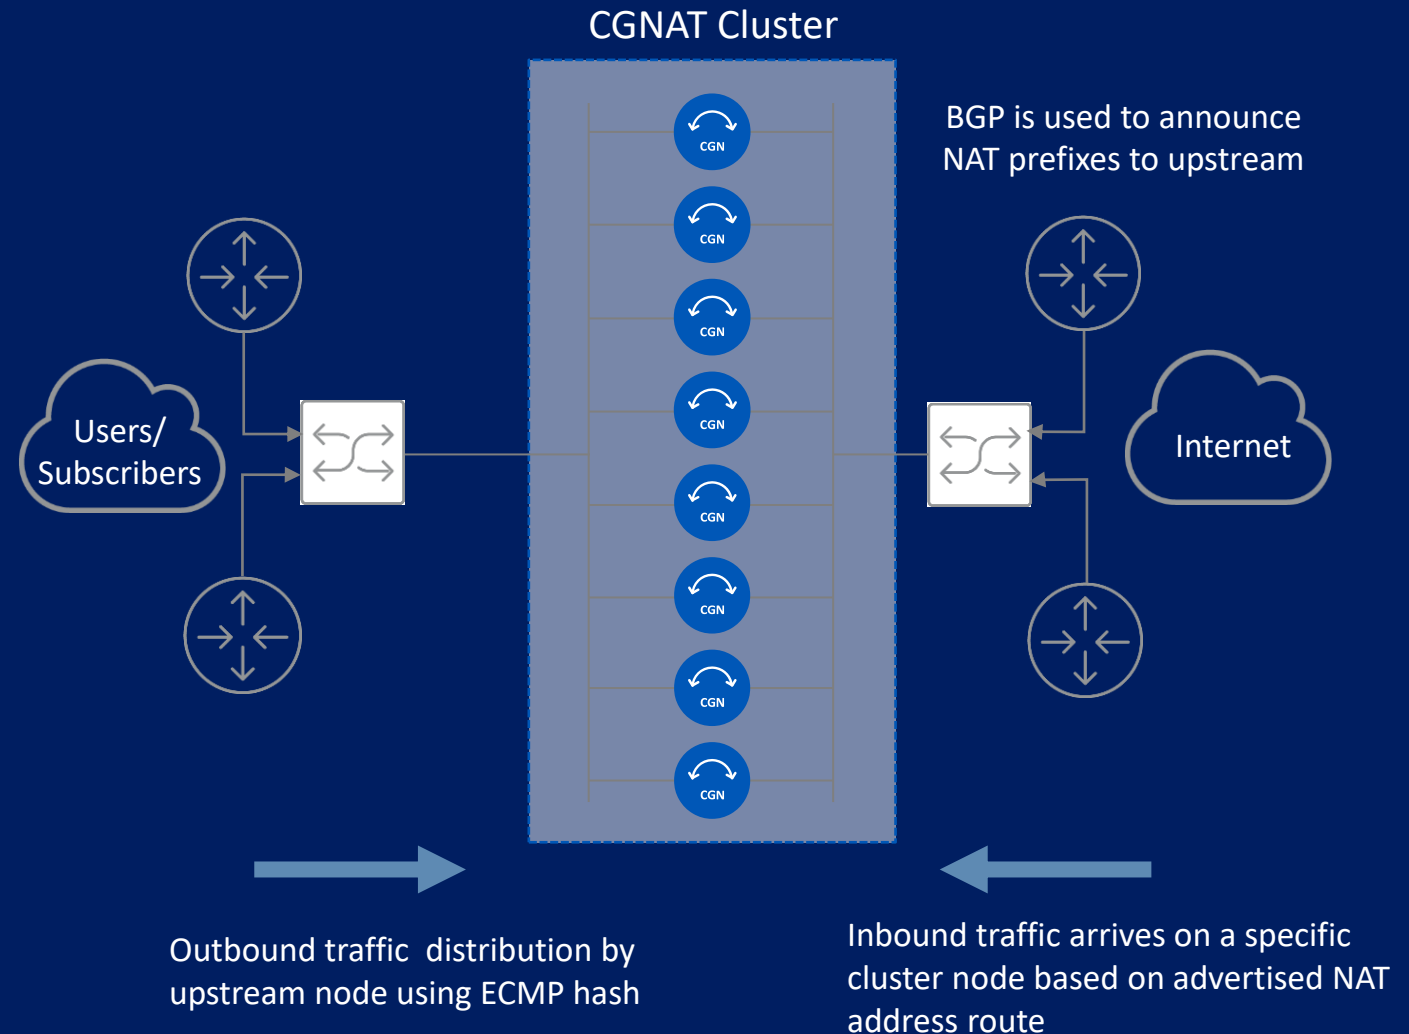 CGNAT Cluster
BGP is used to announce
NAT prefixes to upstream
CGN
CGN
CGN
CGN
CGN
CGN
CGN
CGN
Users/
Subscribers
Internet
Outbound traffic  distribution by
upstream node using ECMP hash
Inbound traffic arrives on a specific
cluster node based on advertised NAT
address route